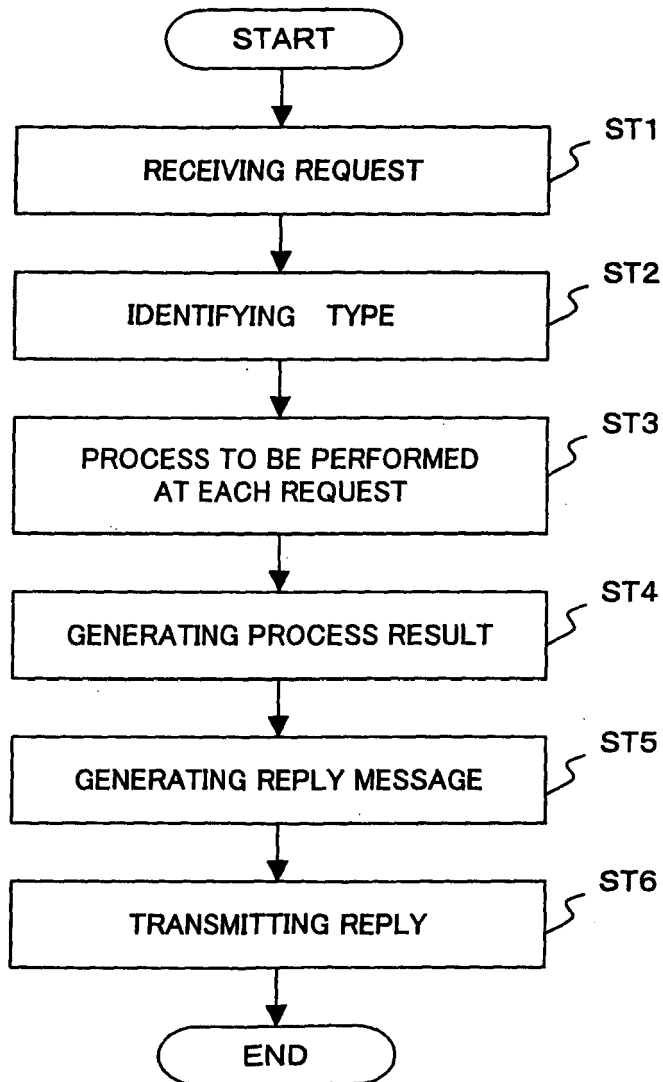 START
ST1
RECEIVING REQUEST
ST2
IDENTIFYING TYPE
ST3
PROCESS TO BE PERFORMED
AT EACH REQUEST
ST4
GENERATING PROCESS RESULT
ST5
GENERATING REPLY MESSAGE
ST6
TRANSMITTING REPLY
END